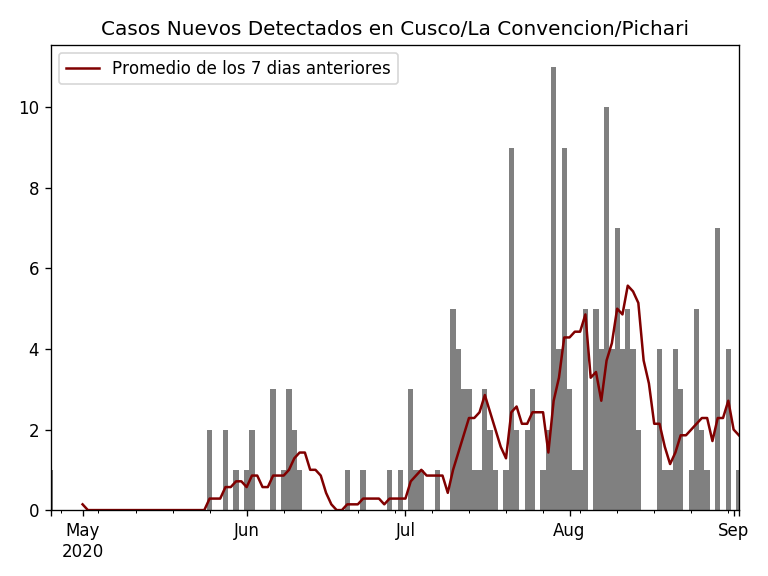 Casos Nuevos Detectados en Cusco/La Convencion/Pichari
Promedio de los 7 dias anteriores
10
8
6
4
2
0
May Jun Jul Aug Sep
2020